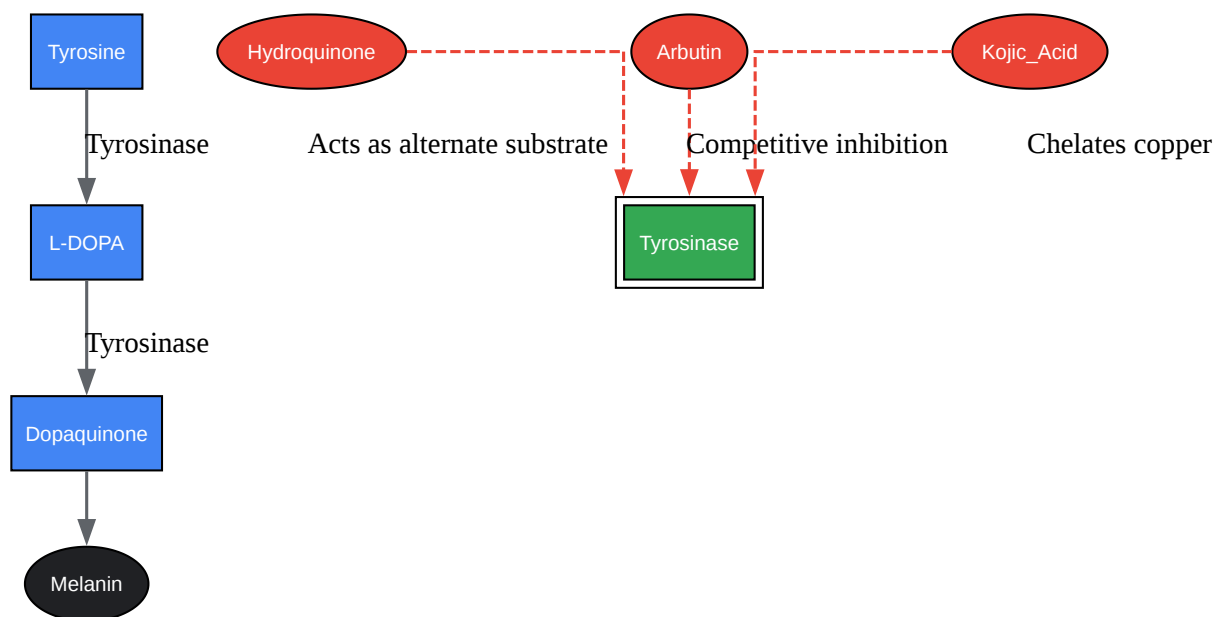 Tyrosine
Hydroquinone
Arbutin
Kojic_Acid
Tyrosinase
Acts as alternate substrate
Competitive inhibition
Chelates copper
L-DOPA
Tyrosinase
Tyrosinase
Dopaquinone
Melanin